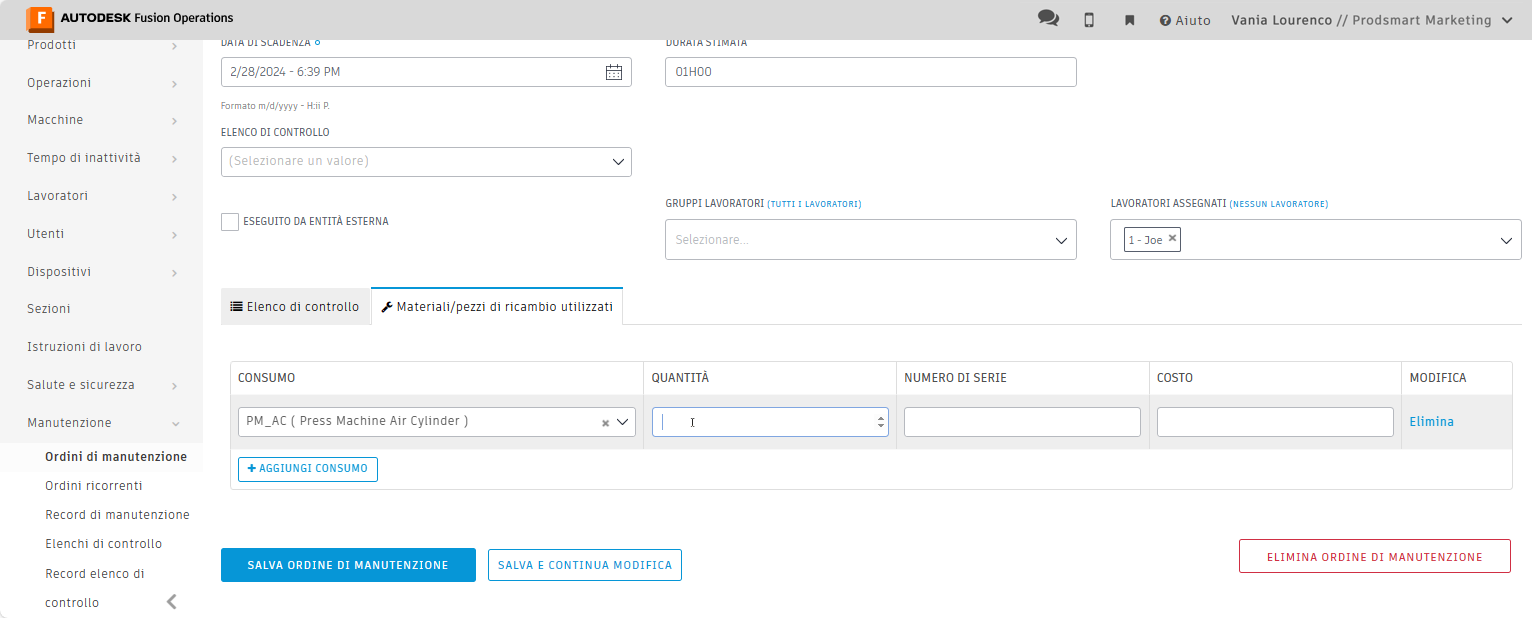 AUTODESK Fusion Operations
Aiuto
Vania Lourenco // Prodsmart Marketing
Prodotti
Operazioni
Macchine
Tempo di inattività
Lavoratori
Utenti
Dispositivi
Sezioni
Istruzioni di lavoro
Salute e sicurezza
Manutenzione
Ordini di manutenzione
Ordini ricorrenti
Record di manutenzione
Elenchi di controllo
Record elenco di
controllo
DATA DI SCADENZA
DURATA STIMATA
2/28/2024 - 6:39 PM
01H00
Formato m/d/yyyy - H:ii P.
ELENCO DI CONTROLLO
(Selezionare un valore)
ESEGUITO DA ENTITÀ ESTERNA
GRUPPI LAVORATORI (TUTTI I LAVORATORI)
Selezionare...
LAVORATORI ASSEGNATI (NESSUN LAVORATORE)
1 - Joe
Elenco di controllo
Materiali/pezzi di ricambio utilizzati
CONSUMO QUANTITÀ NUMERO DI SERIE COSTO MODIFICA
PM_AC ( Press Machine Air Cylinder ) Elimina
+ AGGIUNGI CONSUMO
SALVA ORDINE DI MANUTENZIONE
SALVA E CONTINUA MODIFICA
ELIMINA ORDINE DI MANUTENZIONE